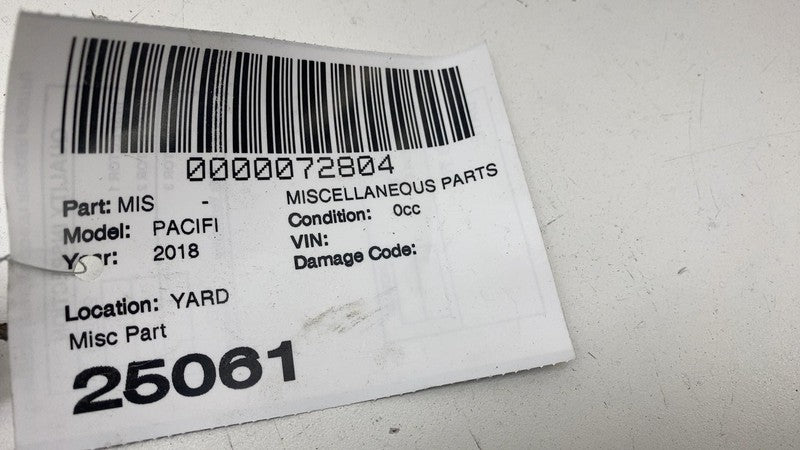 0000072804
Part: MIS - MISCELLANEOUS PARTS
Model: PACIFI Condition: 0cc
Year: 2018 VIN:
Damage Code:
Location: YARD
Misc Part
25061